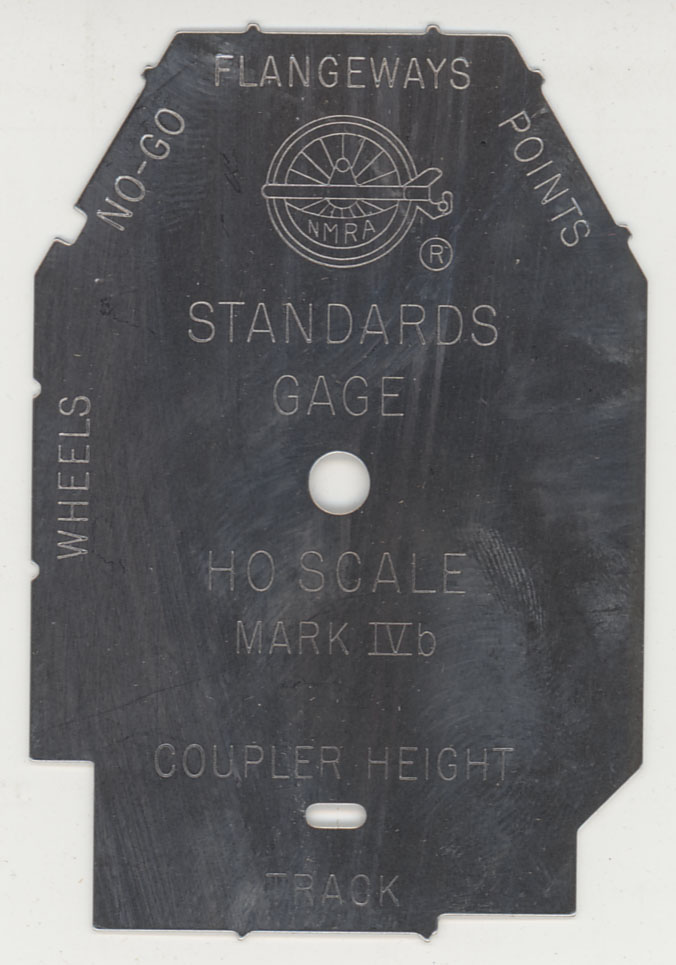 FLANGEWAYS
NO-GO
POINTS
NMRA
®
STANDARDS
GAGE
WHEELS
HO SCALE
MARK IVb
COUPLER HEIGHT
TRACK